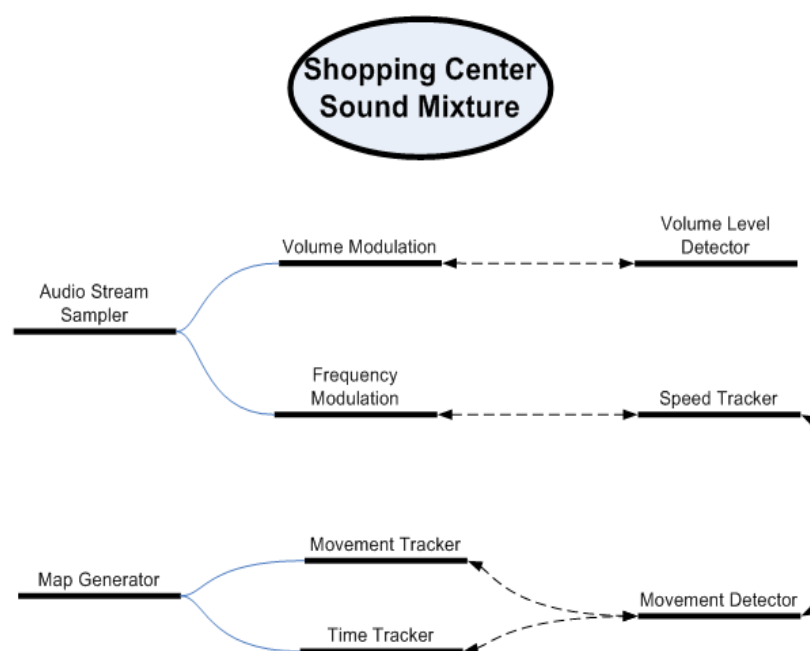 Shopping Center
Sound Mixture
Volume Modulation
Volume Level
Detector
Audio Stream
Sampler
Frequency
Modulation
Speed Tracker
Movement Tracker
Map Generator
Movement Detector
Time Tracker